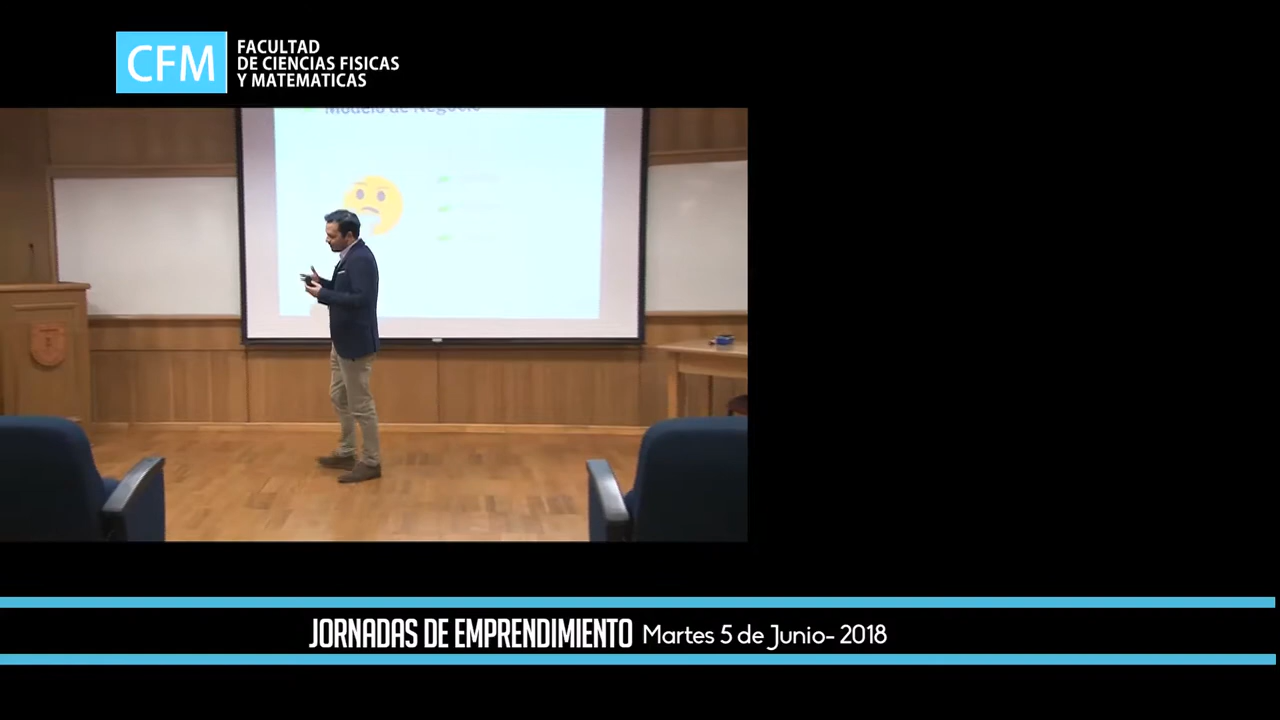 CFM
FACULTAD
DE CIENCIAS FISICAS
Y MATEMATICAS
Modelo de Negocio
JORNADAS DE EMPRENDIMIENTO Martes 5 de Junio- 2018